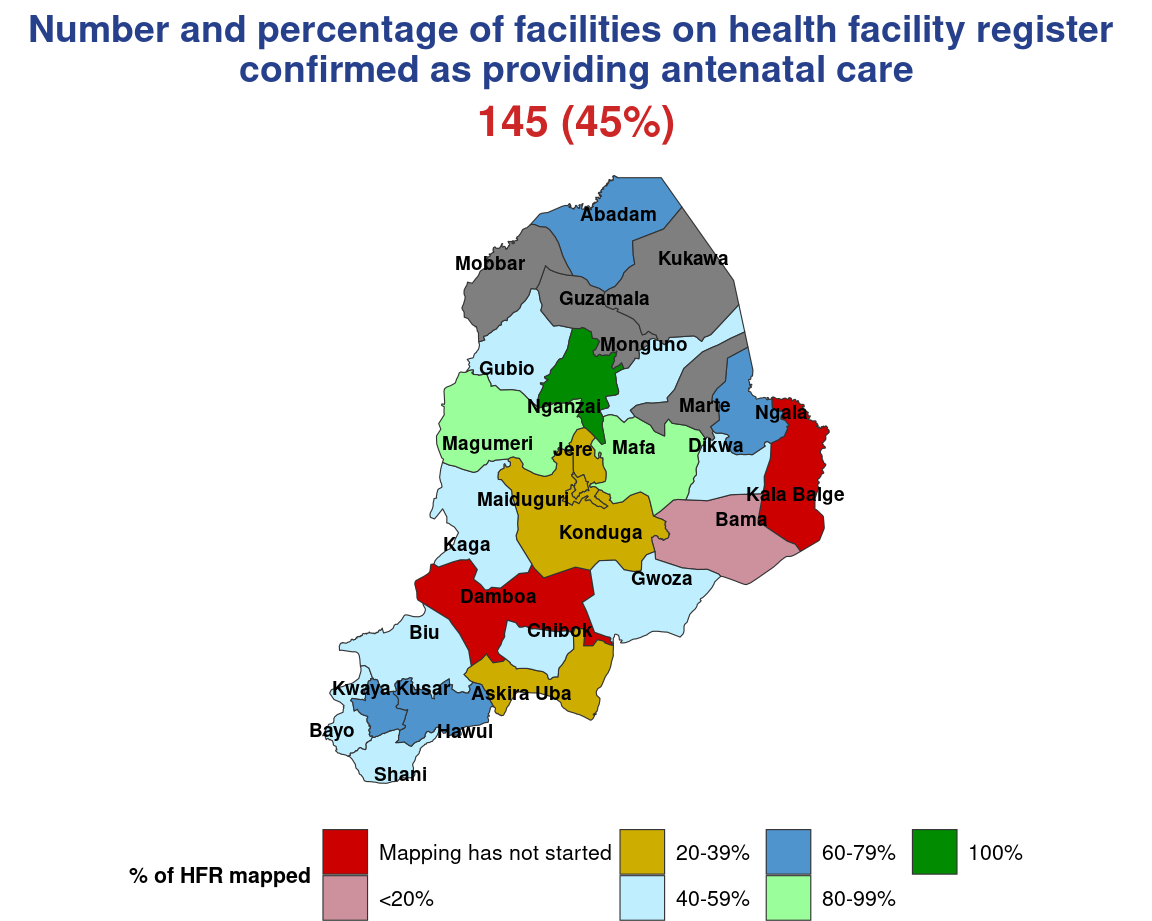 Number and percentage of facilities on health facility register
confirmed as providing antenatal care
145 (45%)
Abadam
Kukawa
Mobbar
Guzamala
Monguno
Gubio
Nganzai
Marte
Ngala
Magumeri
Jere
Mafa
Dikwa
Maiduguri
Kala Balge
Bama
Konduga
Kaga
Gwoza
Damboa
Biu
Chibok
Kwaya Kusar
Askira Uba
Bayo
Hawul
Shani
% of HFR mapped
Mapping has not started
<20%
20-39%
40-59%
60-79%
80-99%
100%